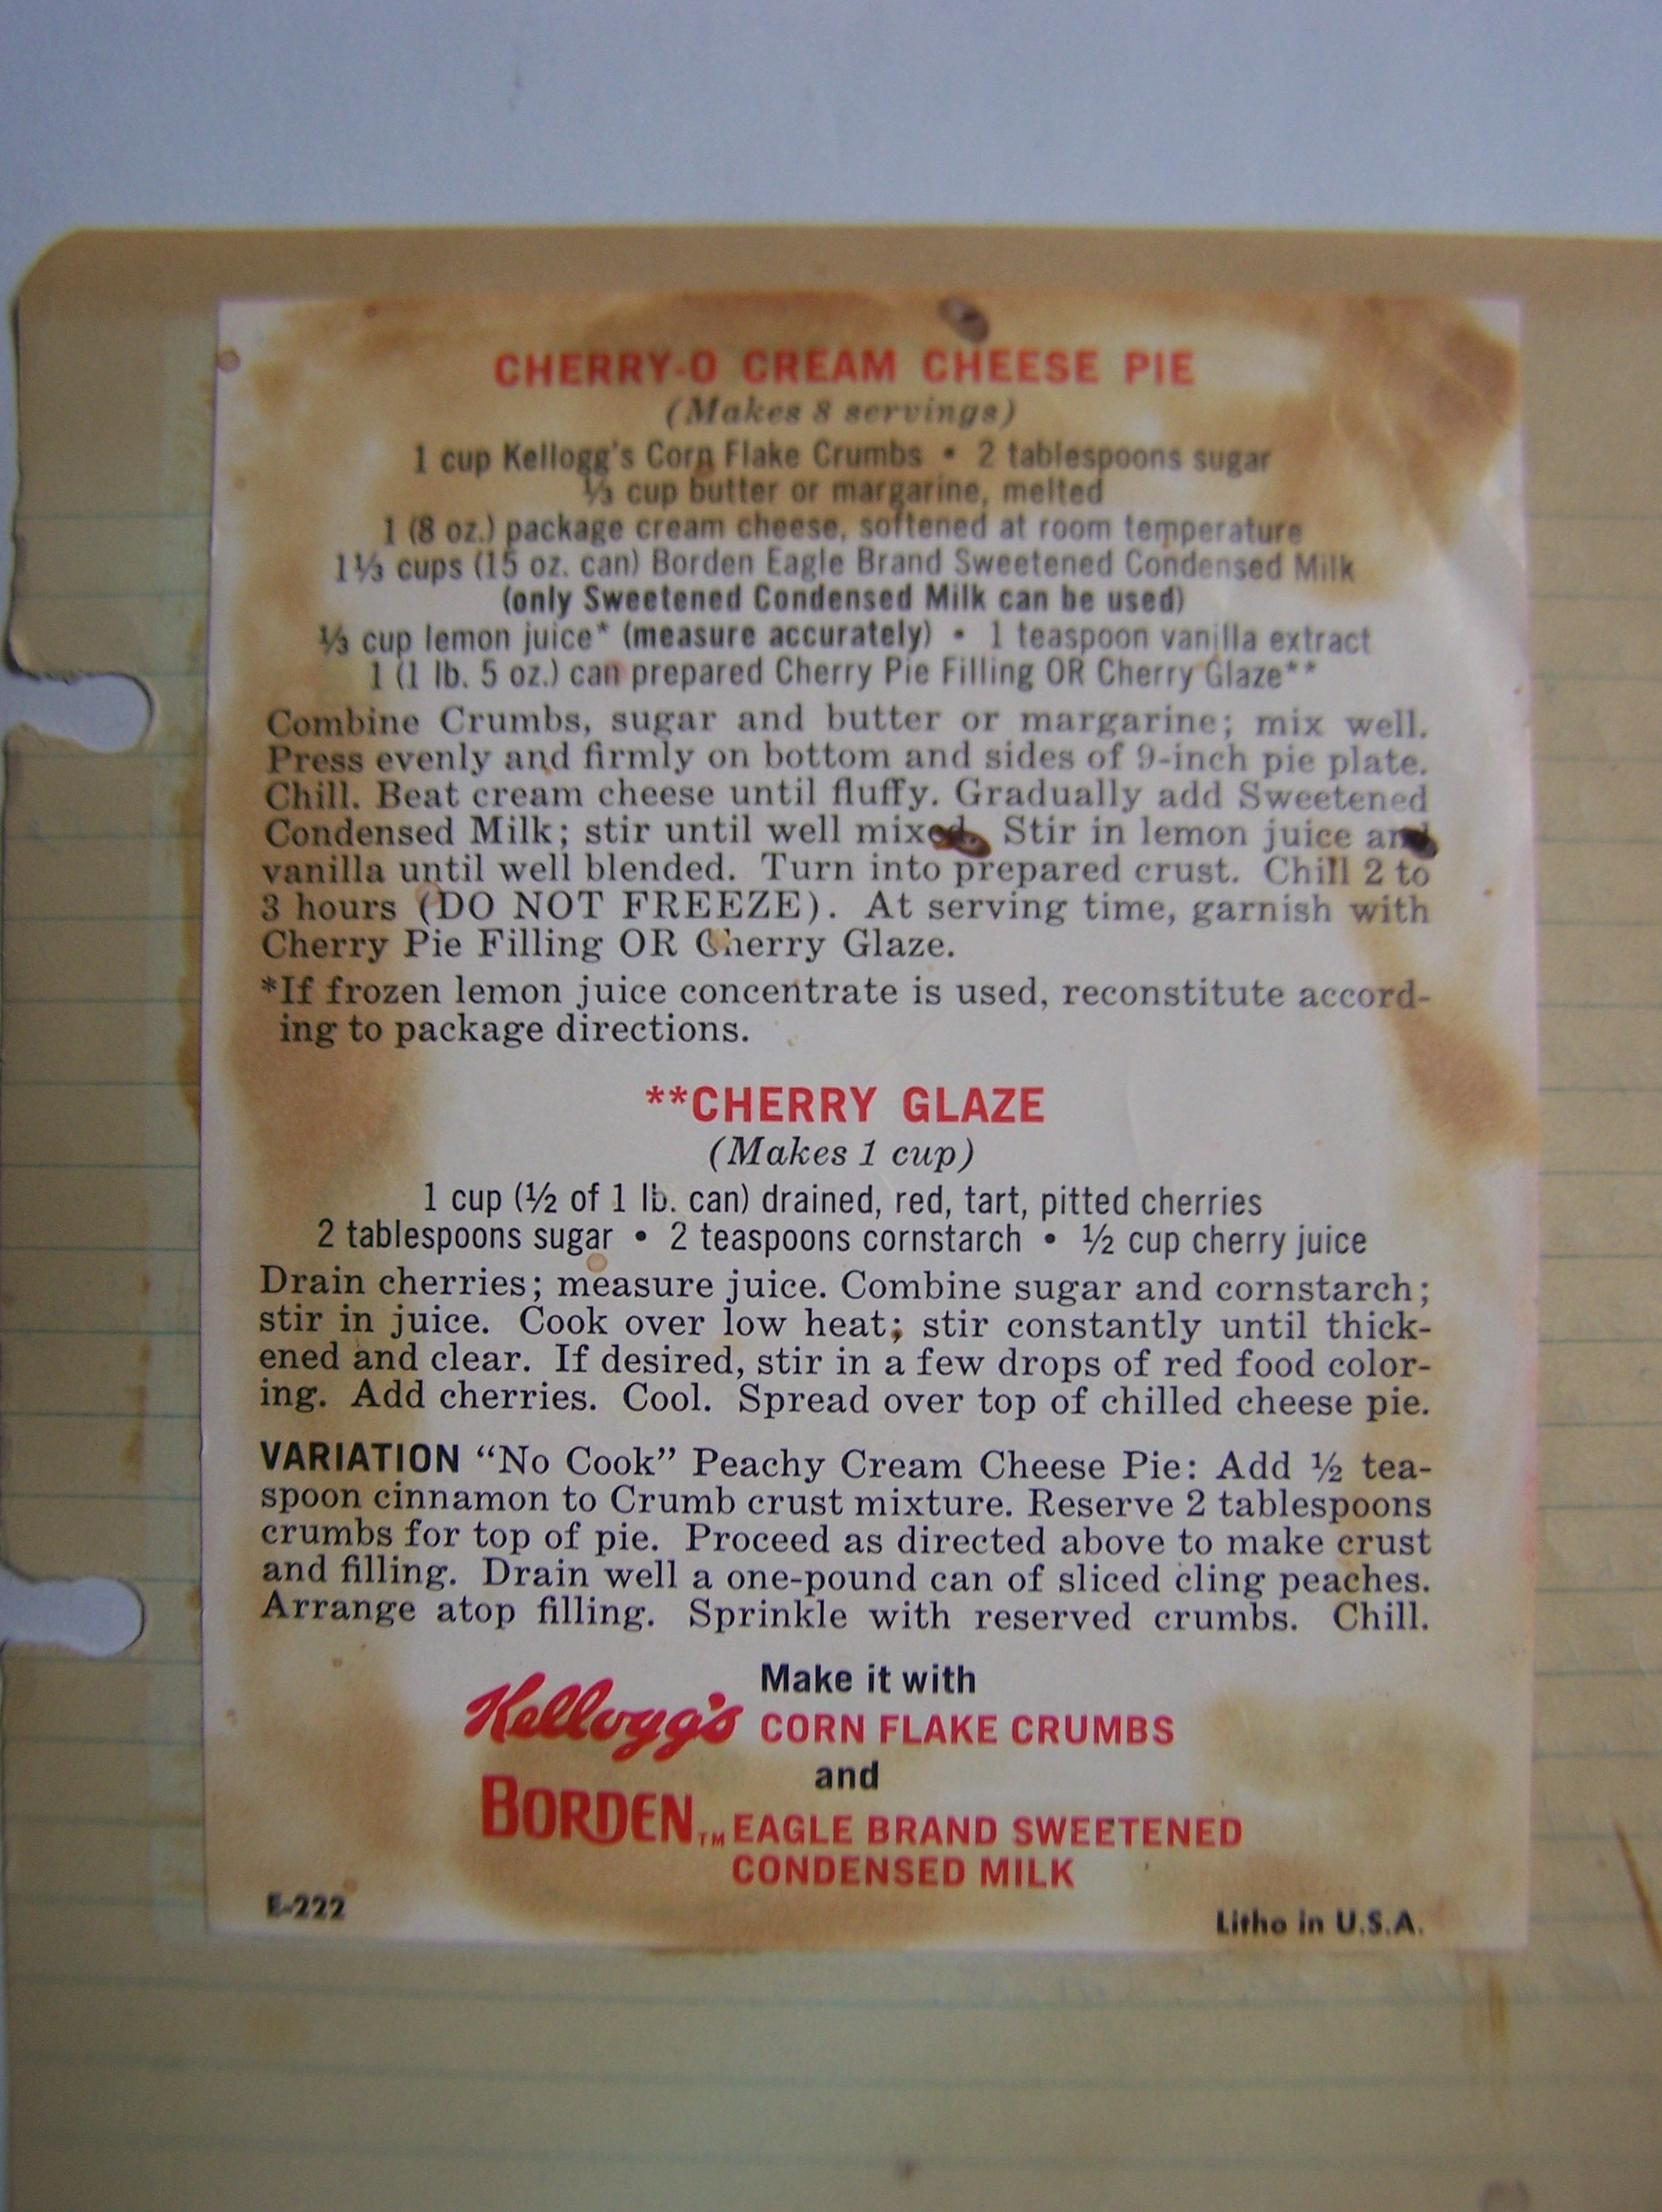 CHERRY-O CREAM CHEESE PIE
(Makes 8 servings)
1 cup Kellogg's Corn Flake Crumbs • 2 tablespoons sugar
⅓ cup butter or margarine, melted
1 (8 oz.) package cream cheese, softened at room temperature
1⅓ cups (15 oz. can) Borden Eagle Brand Sweetened Condensed Milk
(only Sweetened Condensed Milk can be used)
⅓ cup lemon juice* (measure accurately) • 1 teaspoon vanilla extract
1 (1 lb. 5 oz.) can prepared Cherry Pie Filling OR Cherry Glaze**
Combine Crumbs, sugar and butter or margarine; mix well.
Press evenly and firmly on bottom and sides of 9-inch pie plate.
Chill. Beat cream cheese until fluffy. Gradually add Sweetened
Condensed Milk; stir until well mixed. Stir in lemon juice and
vanilla until well blended. Turn into prepared crust. Chill 2 to
3 hours (DO NOT FREEZE). At serving time, garnish with
Cherry Pie Filling OR Cherry Glaze.
*If frozen lemon juice concentrate is used, reconstitute accord-
ing to package directions.
**CHERRY GLAZE
(Makes 1 cup)
1 cup (½ of 1 lb. can) drained, red, tart, pitted cherries
2 tablespoons sugar • 2 teaspoons cornstarch • ½ cup cherry juice
Drain cherries; measure juice. Combine sugar and cornstarch;
stir in juice. Cook over low heat; stir constantly until thick-
ened and clear. If desired, stir in a few drops of red food color-
ing. Add cherries. Cool. Spread over top of chilled cheese pie.
VARIATION “No Cook” Peachy Cream Cheese Pie: Add ½ tea-
spoon cinnamon to Crumb crust mixture. Reserve 2 tablespoons
crumbs for top of pie. Proceed as directed above to make crust
and filling. Drain well a one-pound can of sliced cling peaches.
Arrange atop filling. Sprinkle with reserved crumbs. Chill.
Make it with
Kellogg's CORN FLAKE CRUMBS
and
BORDEN TM EAGLE BRAND SWEETENED
CONDENSED MILK
E-222
Litho in U.S.A.